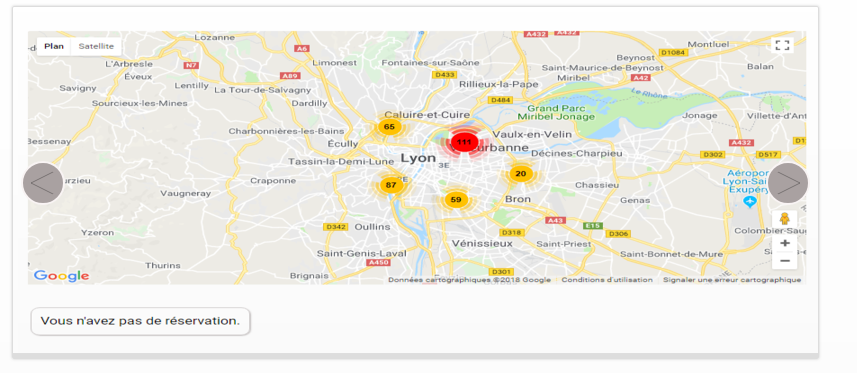 Lozanne
A432
A422
Plan
Satellite
A6
D1084
Montluel
L'Arbresle
N7
Limonest
Fontaines-sur-Saône
Beynost
Saint-Maurice-de-Beynost
Balan
Éveux
A89
D433
Miribel
A42
Savigny
Lentilly
La Tour-de-Salvagny
Rillieux-la-Pape
Le Rhône
Sourcieux-les-Mines
Dardilly
D484
Grand Parc
Miribel Jonage
Caluire-et-Cuire
Jonage
Villette-d'Ant
65
Charbonnières-les-Bains
Vaulx-en-Velin
Bessenay
Écully
111
urbanne
A432
D1
Tassin-la-Demi-Lune
Lyon
3E
Décines-Charpieu
D302
D517
20
Aéropor
Lyon-Sai
Exupéry
rzieu
Craponne
87
Chassieu
Vaugneray
59
Bron
Genas
D342
Oullins
A43
E15
Colombier-Sau
Yzeron
D318
D306
Saint-Genis-Laval
Vénissieux
Saint-Priest
Saint-Bonnet-de-Mure
Thurins
A450
D301
Google
Brignais
Données cartographiques ©2018 Google
Conditions d'utilisation
Signaler une erreur cartographique
Vous n'avez pas de réservation.